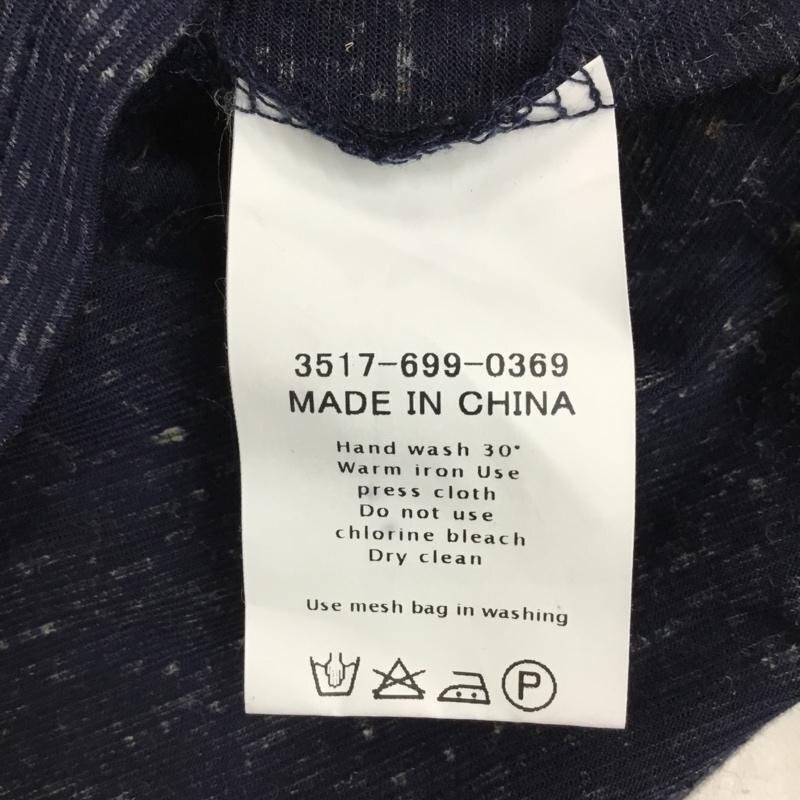 3517-699-0369
MADE IN CHINA
Hand wash 30°
Warm iron Use
press cloth
Do not use
chlorine bleach
Dry clean
Use mesh bag in washing
P